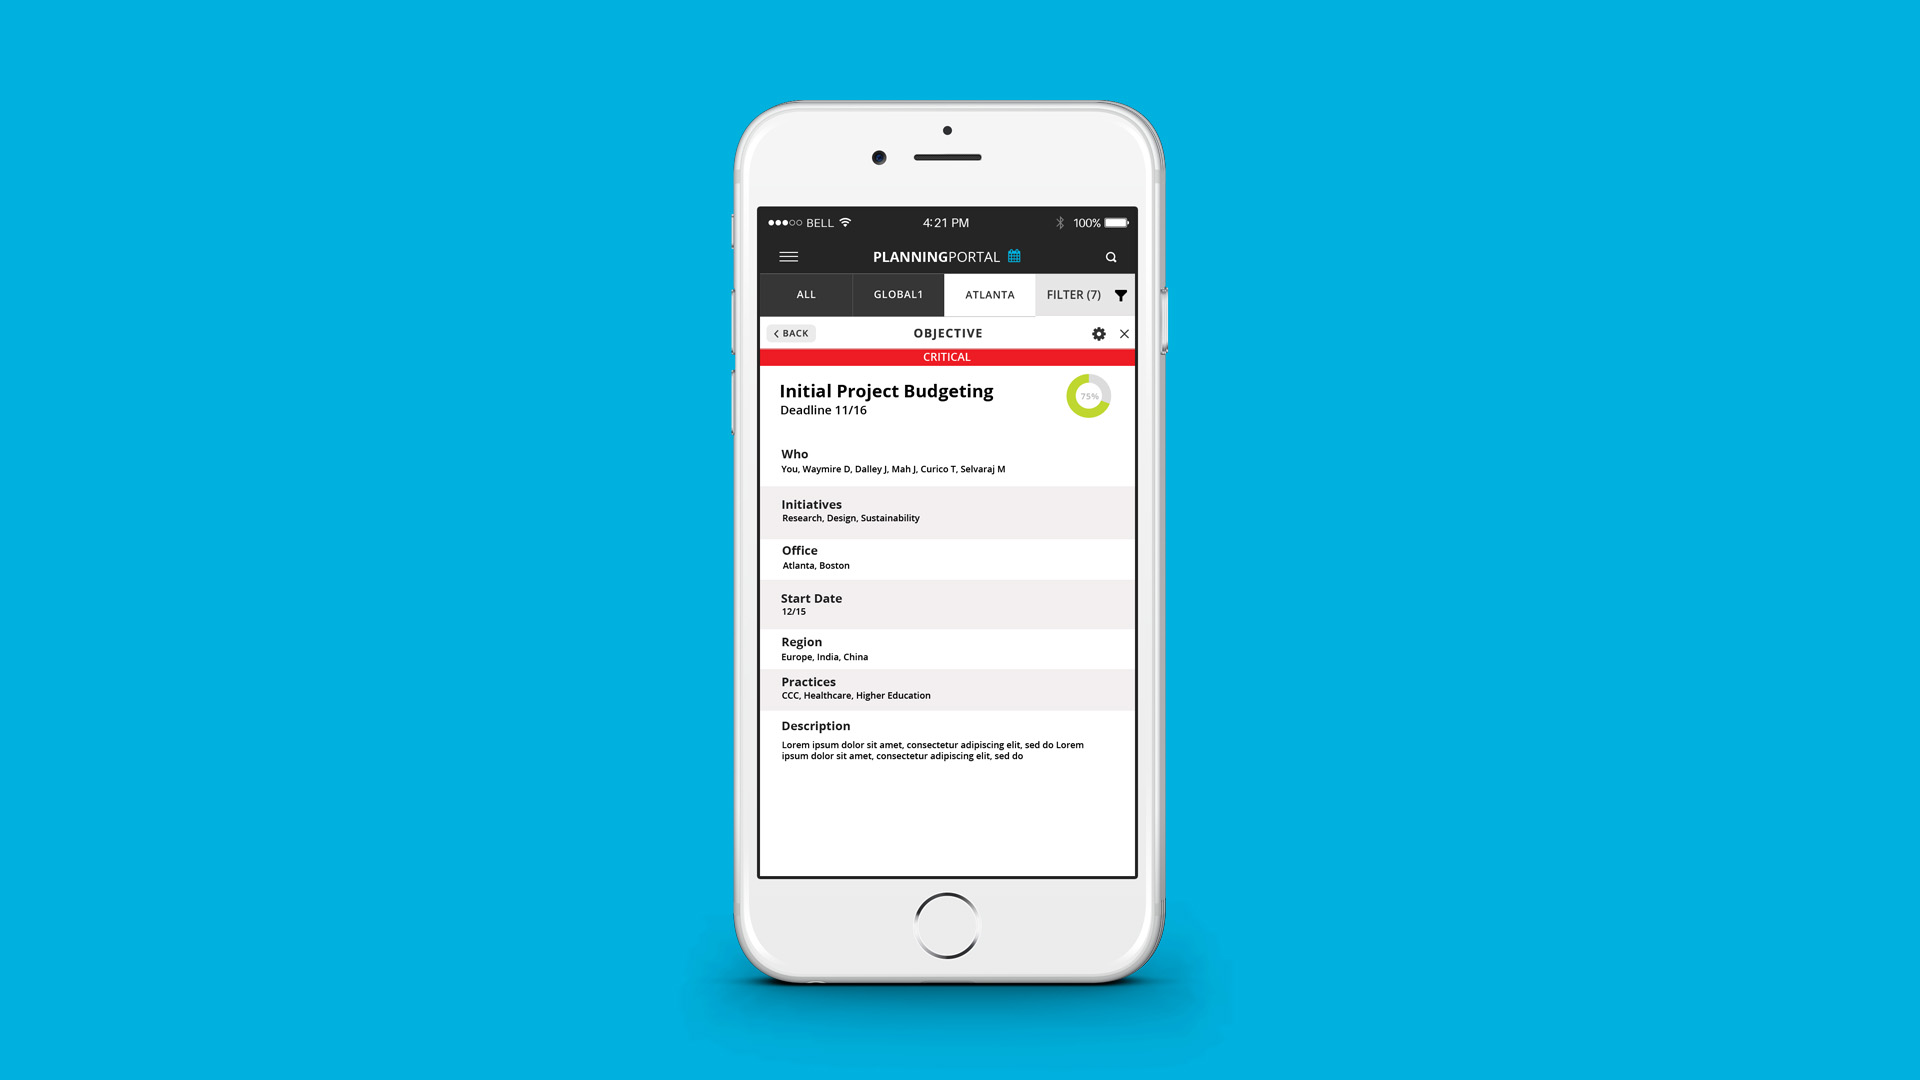 BELL
4:21 PM
100%
PLANNINGPORTAL
ALL
GLOBAL1
ATLANTA
FILTER (7)
BACK
OBJECTIVE
CRITICAL
Initial Project Budgeting
Deadline 11/16
75%
Who
You, Waymire D, Dalley J, Mah J, Curico T, Selvaraj M
Initiatives
Research, Design, Sustainability
Office
Atlanta, Boston
Start Date
12/15
Region
Europe, India, China
Practices
CCC, Healthcare, Higher Education
Description
Lorem ipsum dolor sit amet, consectetur adipiscing elit, sed do Lorem
ipsum dolor sit amet, consectetur adipiscing elit, sed do